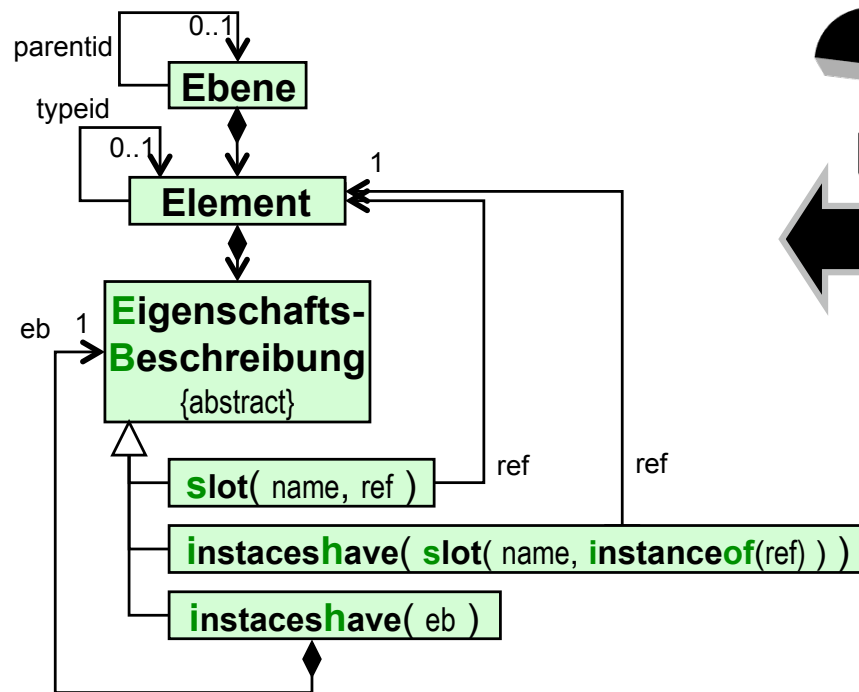 0..1
parentid
Ebene
typeid
0..1
1
Element
Eigenschafts-
eb 1
Beschreibung
{abstract}
ref
ref
slot( name, ref )
instaceshave( slot( name, instanceof(ref) ) )
instaceshave( eb )